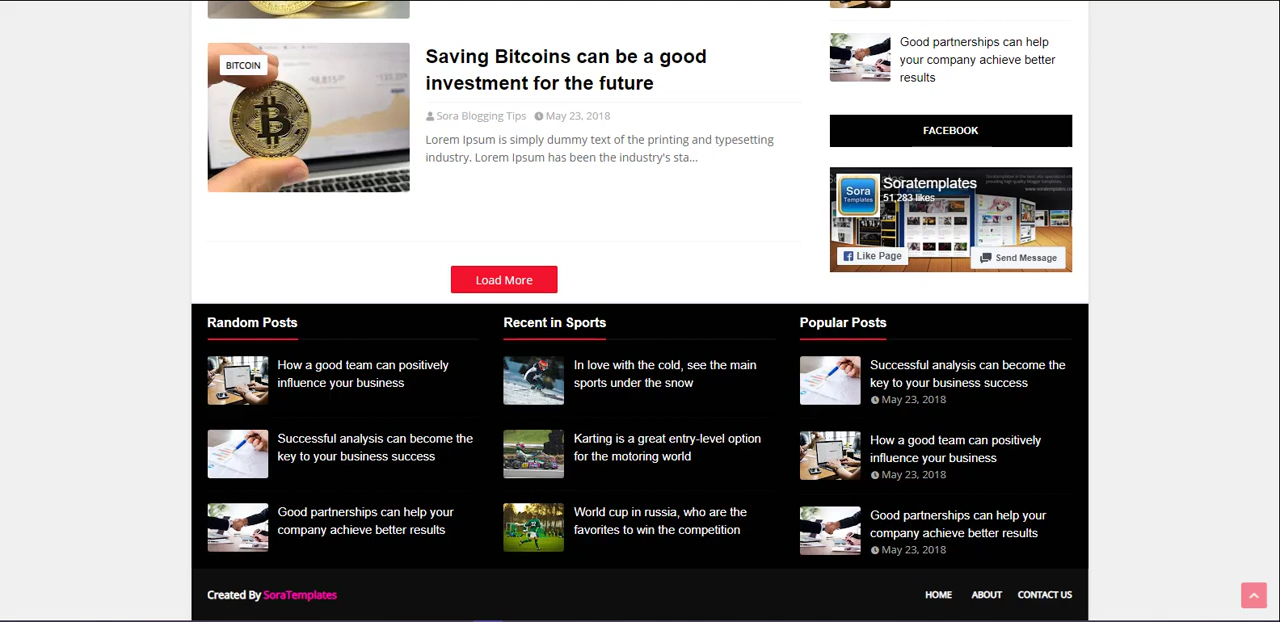 BITCOIN
Saving Bitcoins can be a good
investment for the future
Sora Blogging Tips May 23, 2018
Lorem Ipsum is simply dummy text of the printing and typesetting
industry. Lorem Ipsum has been the industry's sta...
Load More
Good partnerships can help
your company achieve better
results
FACEBOOK
Sora
Templates
Soratemplates
51,283 likes
Like Page
Send Message
Random Posts
How a good team can positively
influence your business
Successful analysis can become the
key to your business success
Good partnerships can help your
company achieve better results
Recent in Sports
In love with the cold, see the main
sports under the snow
Karting is a great entry-level option
for the motoring world
World cup in russia, who are the
favorites to win the competition
Popular Posts
Successful analysis can become the
key to your business success
May 23, 2018
How a good team can positively
influence your business
May 23, 2018
Good partnerships can help your
company achieve better results
May 23, 2018
Created By SoraTemplates
HOME ABOUT CONTACT US